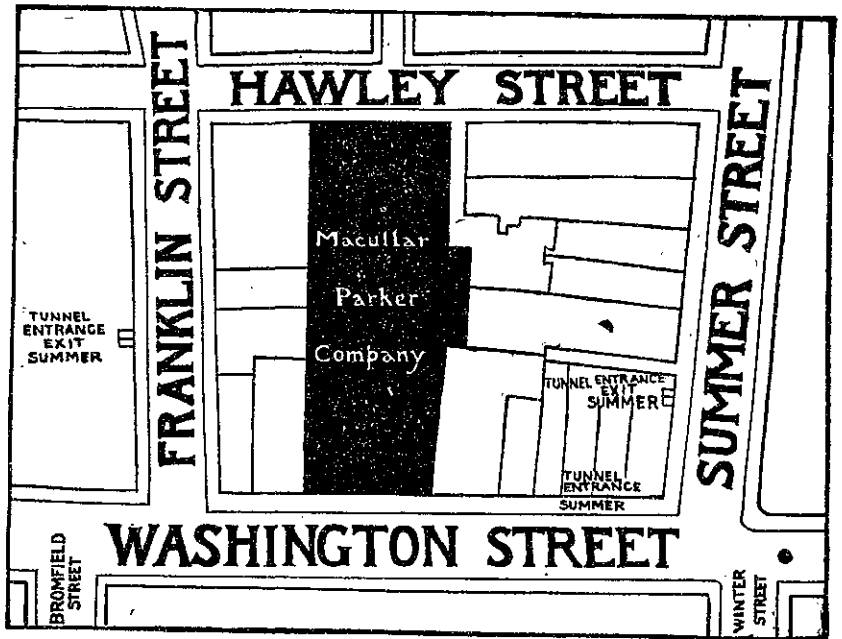 HAWLEY STREET
FRANKLIN STREET
SUMMER STREET
Macullar
Parker
Company
TUNNEL
ENTRANCE
EXIT
SUMMER
TUNNEL ENTRANCE
EXIT
SUMMER
TUNNEL
ENTRANCE
SUMMER
WASHINGTON STREET
BROMFIELD
STREET
WINTER
STREET